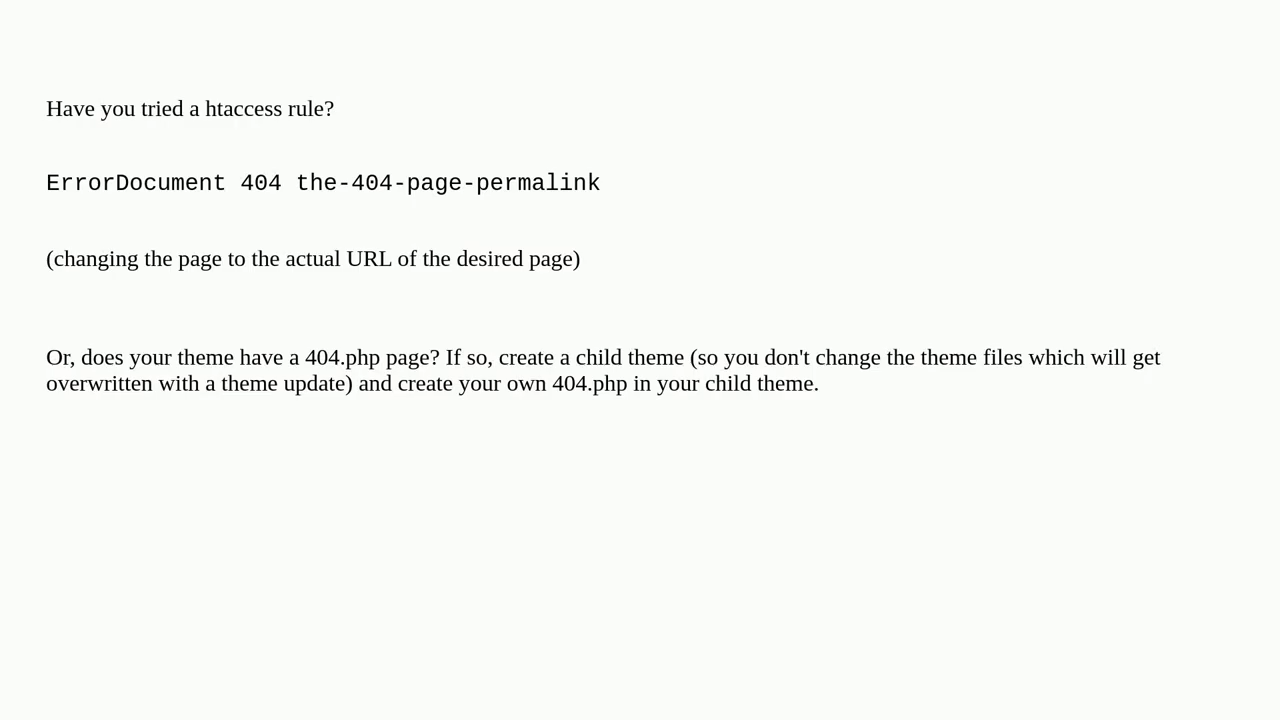 Have you tried a htaccess rule?
ErrorDocument 404 the-404-page-permalink
(changing the page to the actual URL of the desired page)
Or, does your theme have a 404.php page? If so, create a child theme (so you don't change the theme files which will get
overwritten with a theme update) and create your own 404.php in your child theme.